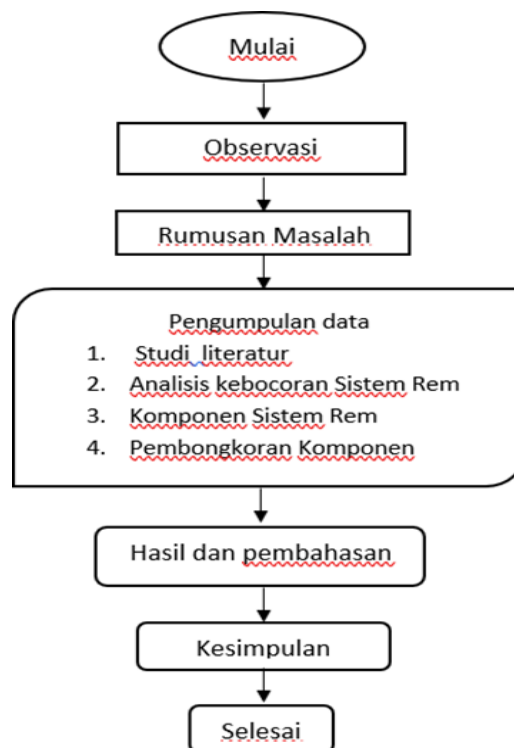 Mulai
Observasi
Rumusan Masalah
Pengumpulan data
1. Studi literatur
2. Analisis kebocoran Sistem Rem
3. Komponen Sistem Rem
4. Pembongkoran Komponen
Hasil dan pembahasan
Kesimpulan
Selesai